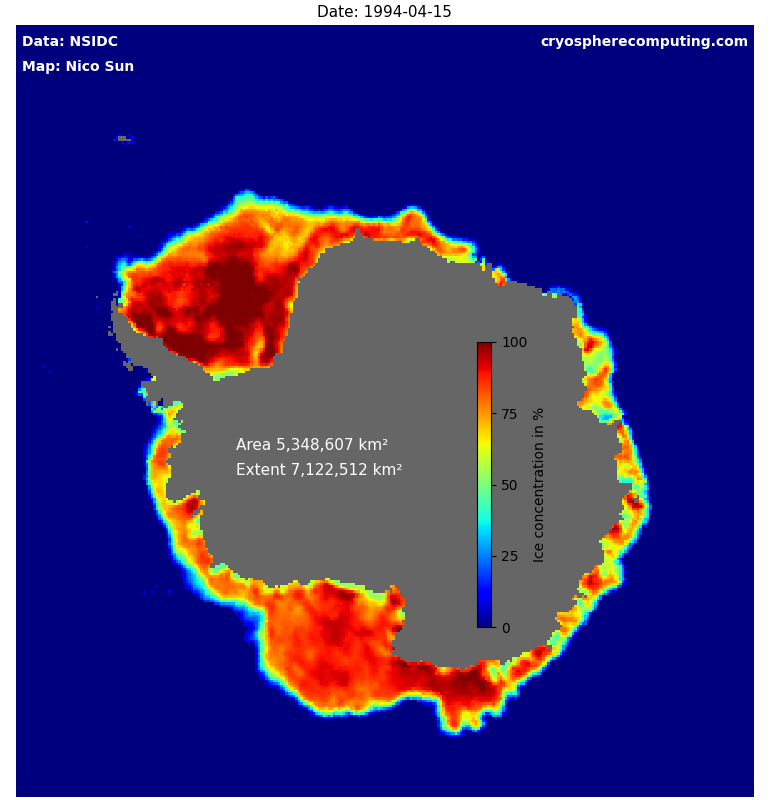 Date: 1994-04-15
Data: NSIDC
cryospherecomputing.com
Map: Nico Sun
100
75
50
25
0
Ice concentration in %
Area 5,348,607 km²
Extent 7,122,512 km²